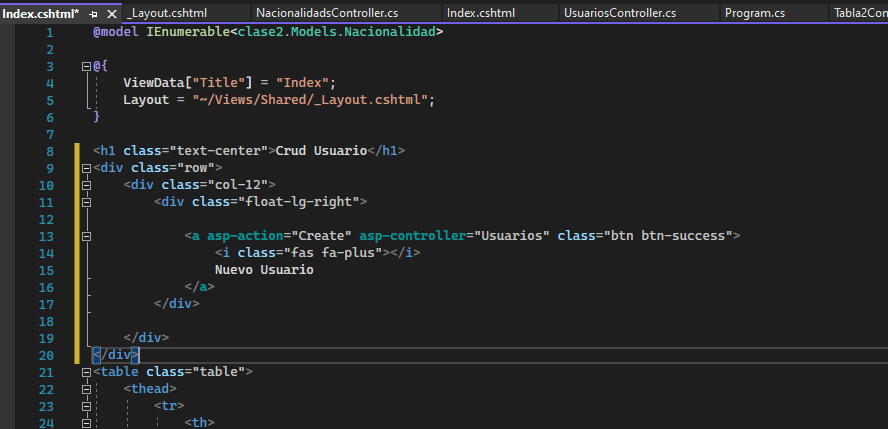 Index.cshtml* _Layout.cshtml NacionalidadsController.cs Index.cshtml UsuariosController.cs Program.cs Tabla2Con
1 @model IEnumerable<clase2.Models.Nacionalidad>
2
3 @{
4 ViewData["Title"] = "Index";
5 Layout = "~/Views/Shared/_Layout.cshtml";
6 }
7
8 <h1 class="text-center">Crud Usuario</h1>
9 <div class="row">
10 <div class="col-12">
11 <div class="float-lg-right">
12
13 <a asp-action="Create" asp-controller="Usuarios" class="btn btn-success">
14 <i class="fas fa-plus"></i>
15 Nuevo Usuario
16 </a>
17 </div>
18
19 </div>
20 </div>
21 <table class="table">
22 <thead>
23 <tr>
24 <th>